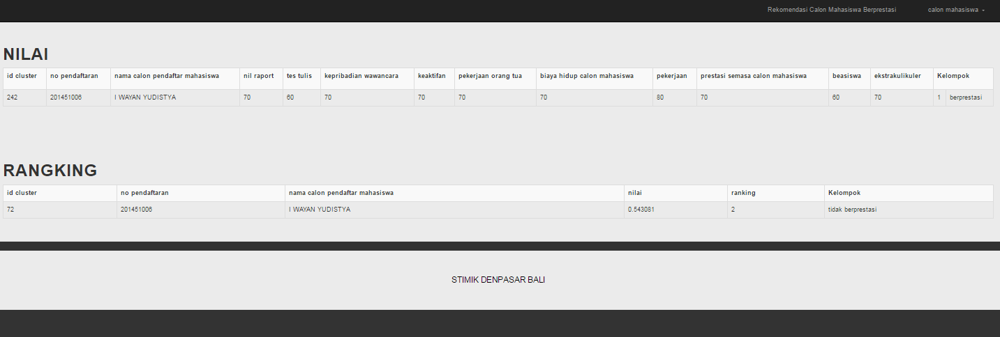 Rekomendasi Calon Mahasiswa Berprestasi calon mahasiswa
NILAI
id cluster no pendaftaran nama calon pendaftar mahasiswa nil raport tes tulis kepribadian wawancara keaktifan pekerjaan orang tua biaya hidup calon mahasiswa pekerjaan prestasi semasa calon mahasiswa beasiswa ekstrakulikuler Kelompok
242 201451006 I WAYAN YUDISTYA 70 60 70 70 70 70 80 70 60 70 1 berprestasi
RANGKING
id cluster no pendaftaran nama calon pendaftar mahasiswa nilai ranking Kelompok
72 201451006 I WAYAN YUDISTYA 0.543081 2 tidak berprestasi
STIMIK DENPASAR BALI